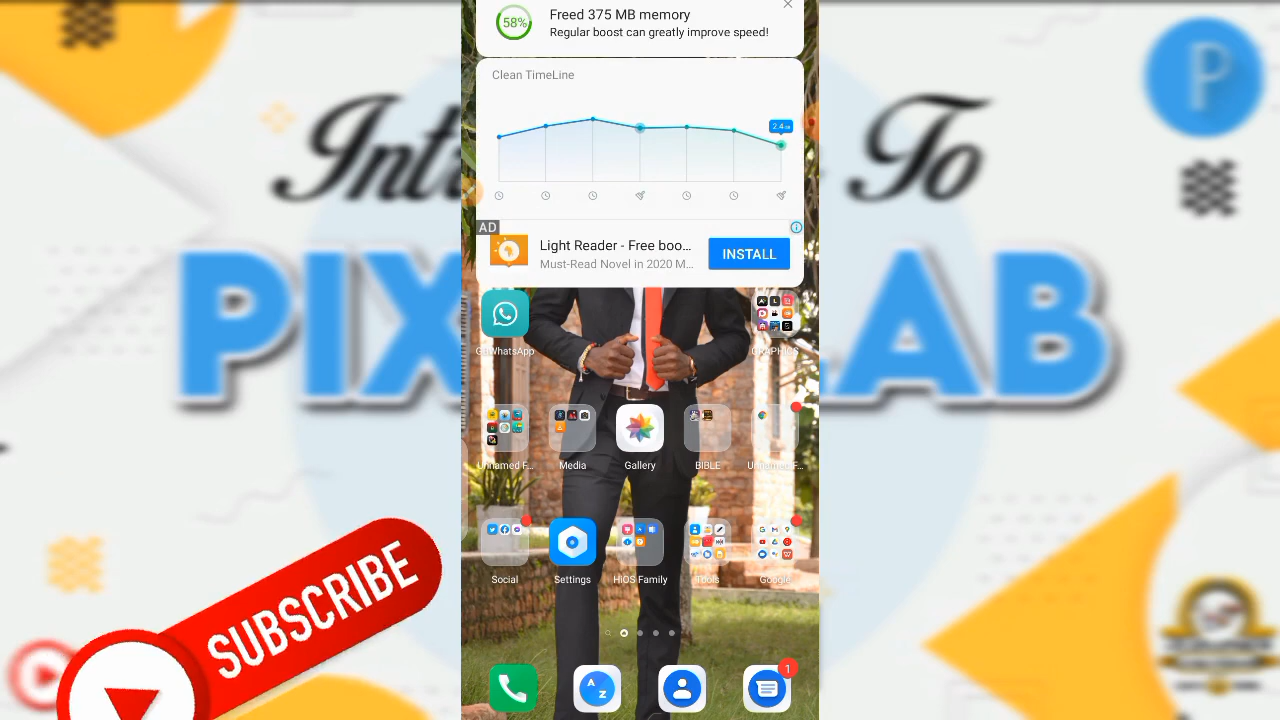 58%
Freed 375 MB memory
Regular boost can greatly improve speed!
Clean TimeLine
2.4
AD
Light Reader - Free boo...
Must-Read Novel in 2020 M...
INSTALL
P
To
PIX
AB
GBWhatsApp
GRAPHICS
Unnamed F...
Media
Gallery
BIBLE
Unnamed F...
Social
Settings
HiOS Family
Tools
Google
A
Z
1
SUBSCRIBE